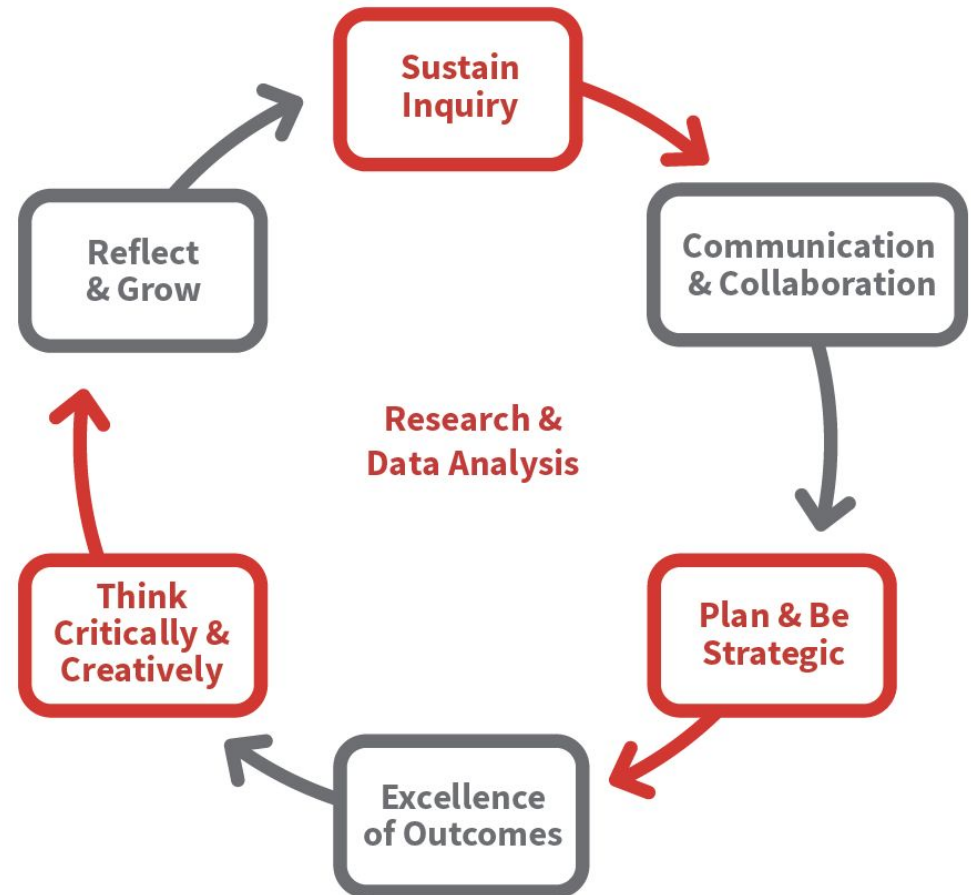 Sustain
Inquiry
Communication
& Collaboration
Plan & Be
Strategic
Excellence
of Outcomes
Think
Critically &
Creatively
Reflect
& Grow
Research &
Data Analysis